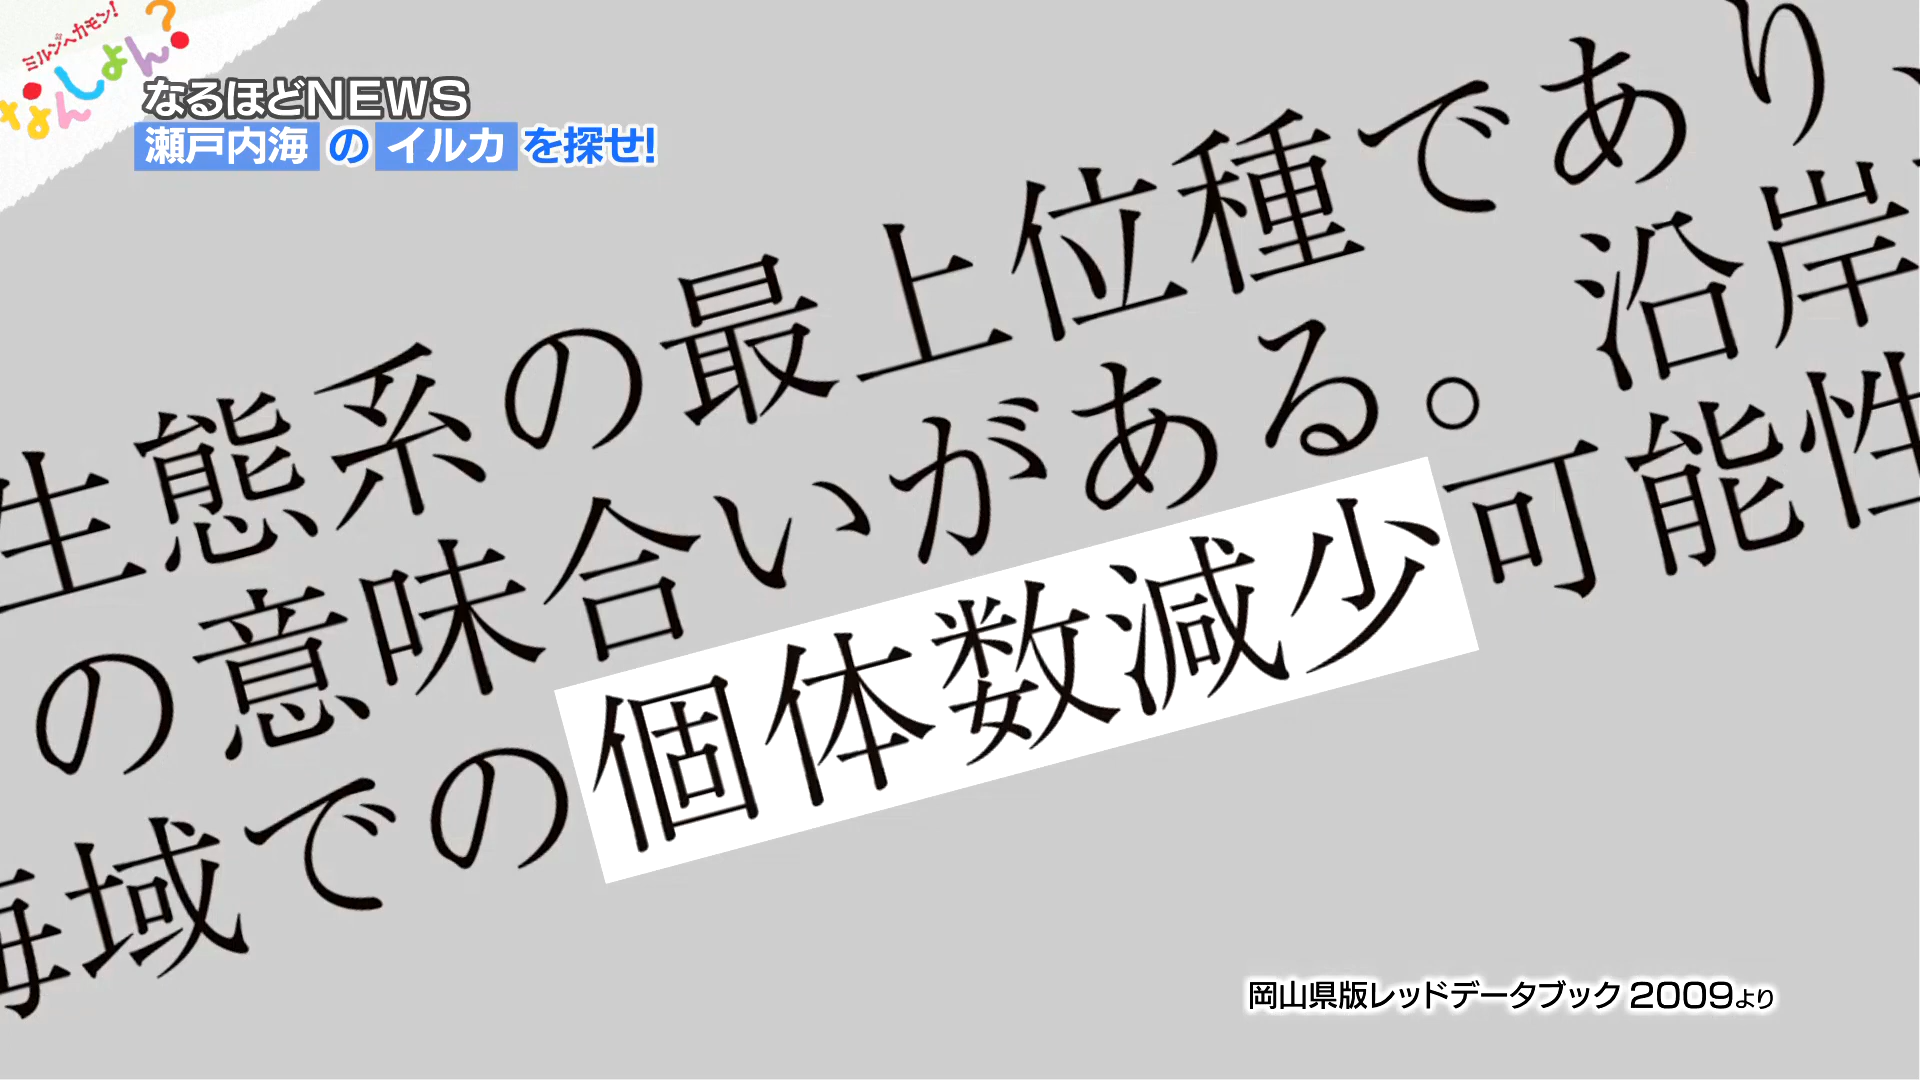 ミルンへカモン!
なんしょん?
なるほどNEWS
瀬戸内海 の イルカ を探せ!
生態系の最上位種であり、
の意味合いがある。沿岸
海域での個体数減少可能性
岡山県版レッドデータブック 2009より